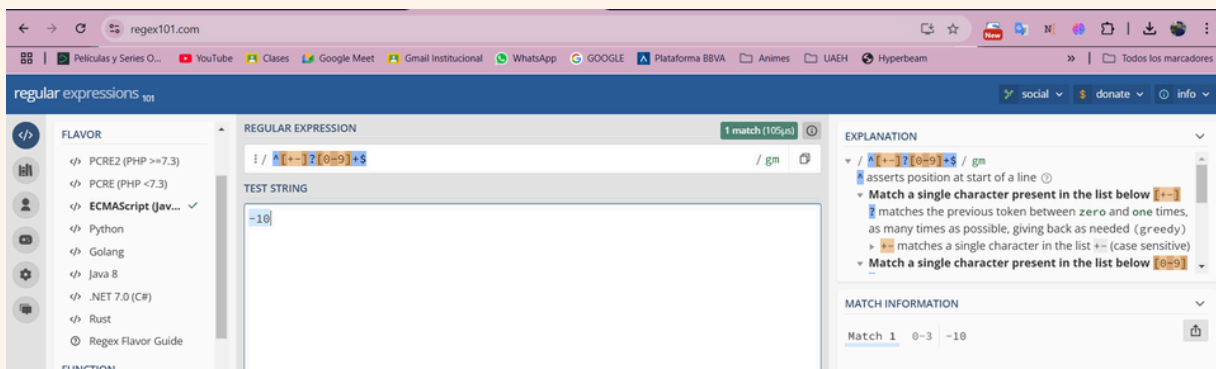 regex101.com
New
Películas y Series O... YouTube Clases Google Meet Gmail Institucional WhatsApp GOOGLE Plataforma BBVA Animes UAEH Hyperbeam » Todos los marcadores
regular expressions 101
social $ donate info
FLAVOR
</> PCRE2 (PHP >=7.3)
</> PCRE (PHP <7.3)
</> ECMAScript (Jav...
</> Python
</> Golang
</> Java 8
</> .NET 7.0 (C#)
</> Rust
Regex Flavor Guide
FUNCTION
REGULAR EXPRESSION
1 match (105µs)
/ ^[+-]?[0-9]+$ / gm
TEST STRING
-10
EXPLANATION
/ ^[+-]?[0-9]+$ / gm
^ asserts position at start of a line
Match a single character present in the list below [+-]
? matches the previous token between zero and one times,
as many times as possible, giving back as needed (greedy)
+- matches a single character in the list +- (case sensitive)
Match a single character present in the list below [0-9]
MATCH INFORMATION
Match 1 0-3 -10